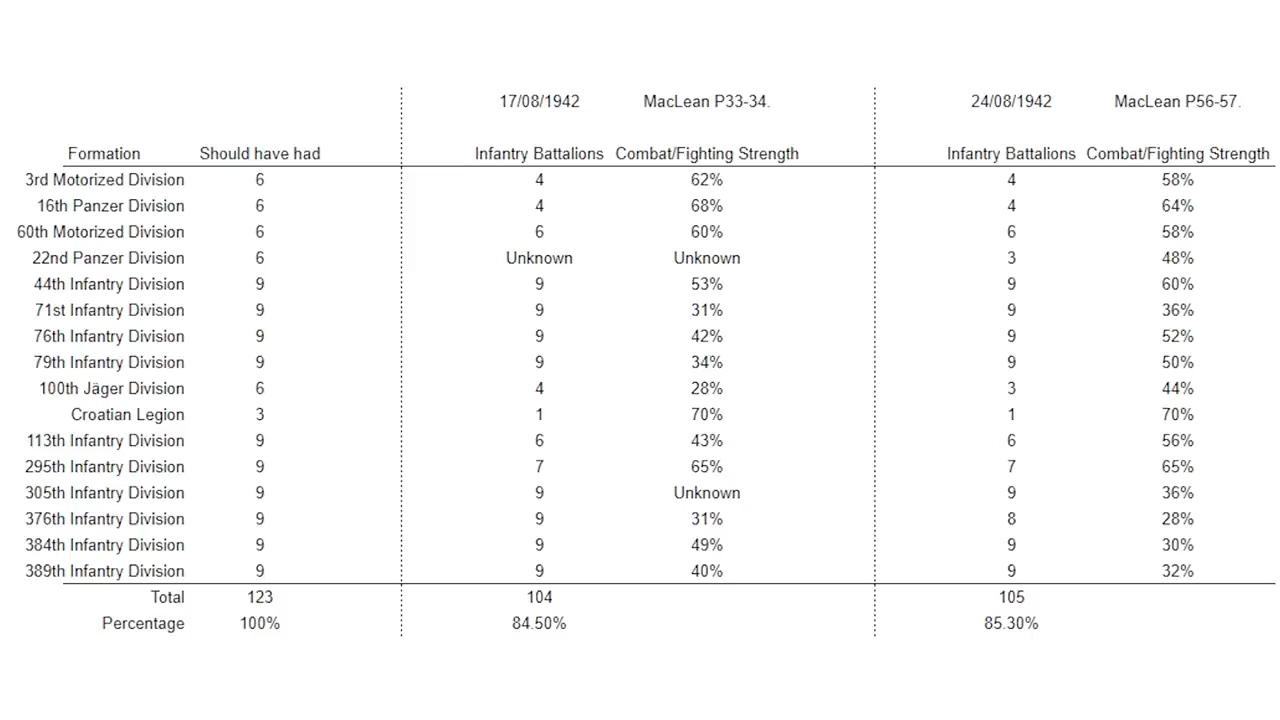 17/08/1942 MacLean P33-34. 24/08/1942 MacLean P56-57.
Formation Should have had Infantry Battalions Combat/Fighting Strength Infantry Battalions Combat/Fighting Strength
3rd Motorized Division 6 4 62% 4 58%
16th Panzer Division 6 4 68% 4 64%
60th Motorized Division 6 6 60% 6 58%
22nd Panzer Division 6 Unknown Unknown 3 48%
44th Infantry Division 9 9 53% 9 60%
71st Infantry Division 9 9 31% 9 36%
76th Infantry Division 9 9 42% 9 52%
79th Infantry Division 9 9 34% 9 50%
100th Jäger Division 6 4 28% 3 44%
Croatian Legion 3 1 70% 1 70%
113th Infantry Division 9 6 43% 6 56%
295th Infantry Division 9 7 65% 7 65%
305th Infantry Division 9 9 Unknown 9 36%
376th Infantry Division 9 9 31% 8 28%
384th Infantry Division 9 9 49% 9 30%
389th Infantry Division 9 9 40% 9 32%
Total 123 104 105
Percentage 100% 84.50% 85.30%